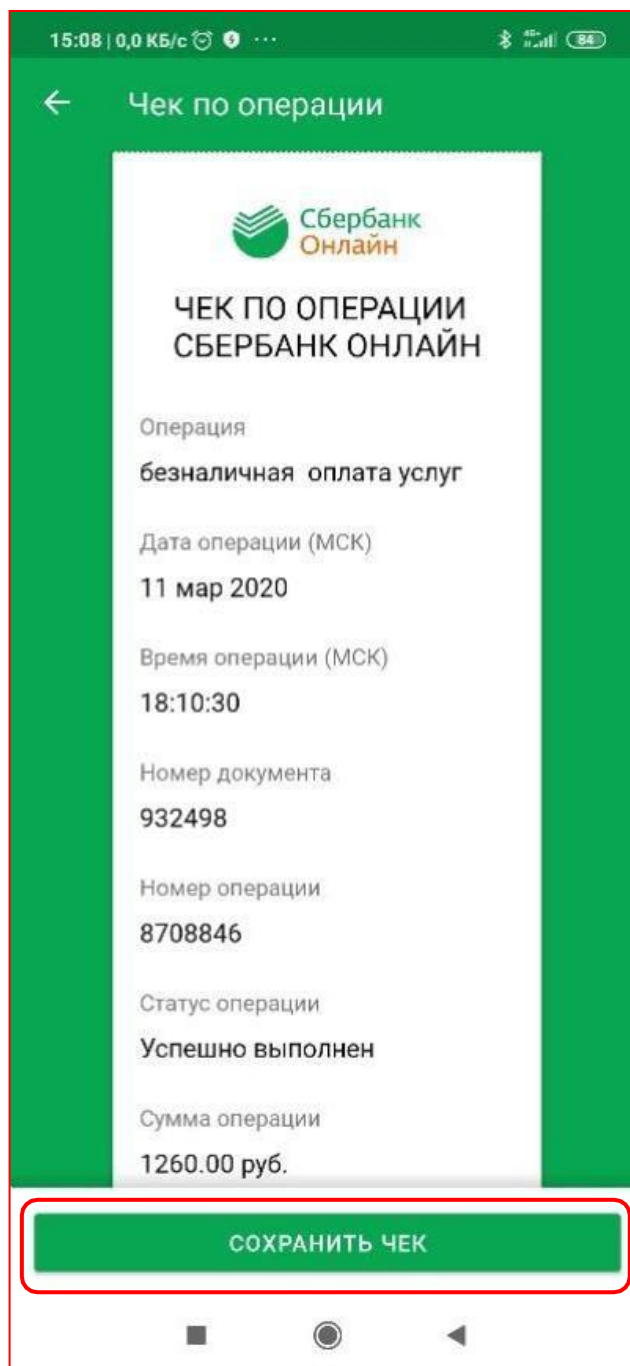 15:08 | 0,0 КБ/с ...
84
Чек по операции
Сбербанк
Онлайн
ЧЕК ПО ОПЕРАЦИИ
СБЕРБАНК ОНЛАЙН
Операция
безналичная оплата услуг
Дата операции (МСК)
11 мар 2020
Время операции (МСК)
18:10:30
Номер документа
932498
Номер операции
8708846
Статус операции
Успешно выполнен
Сумма операции
1260.00 руб.
СОХРАНИТЬ ЧЕК